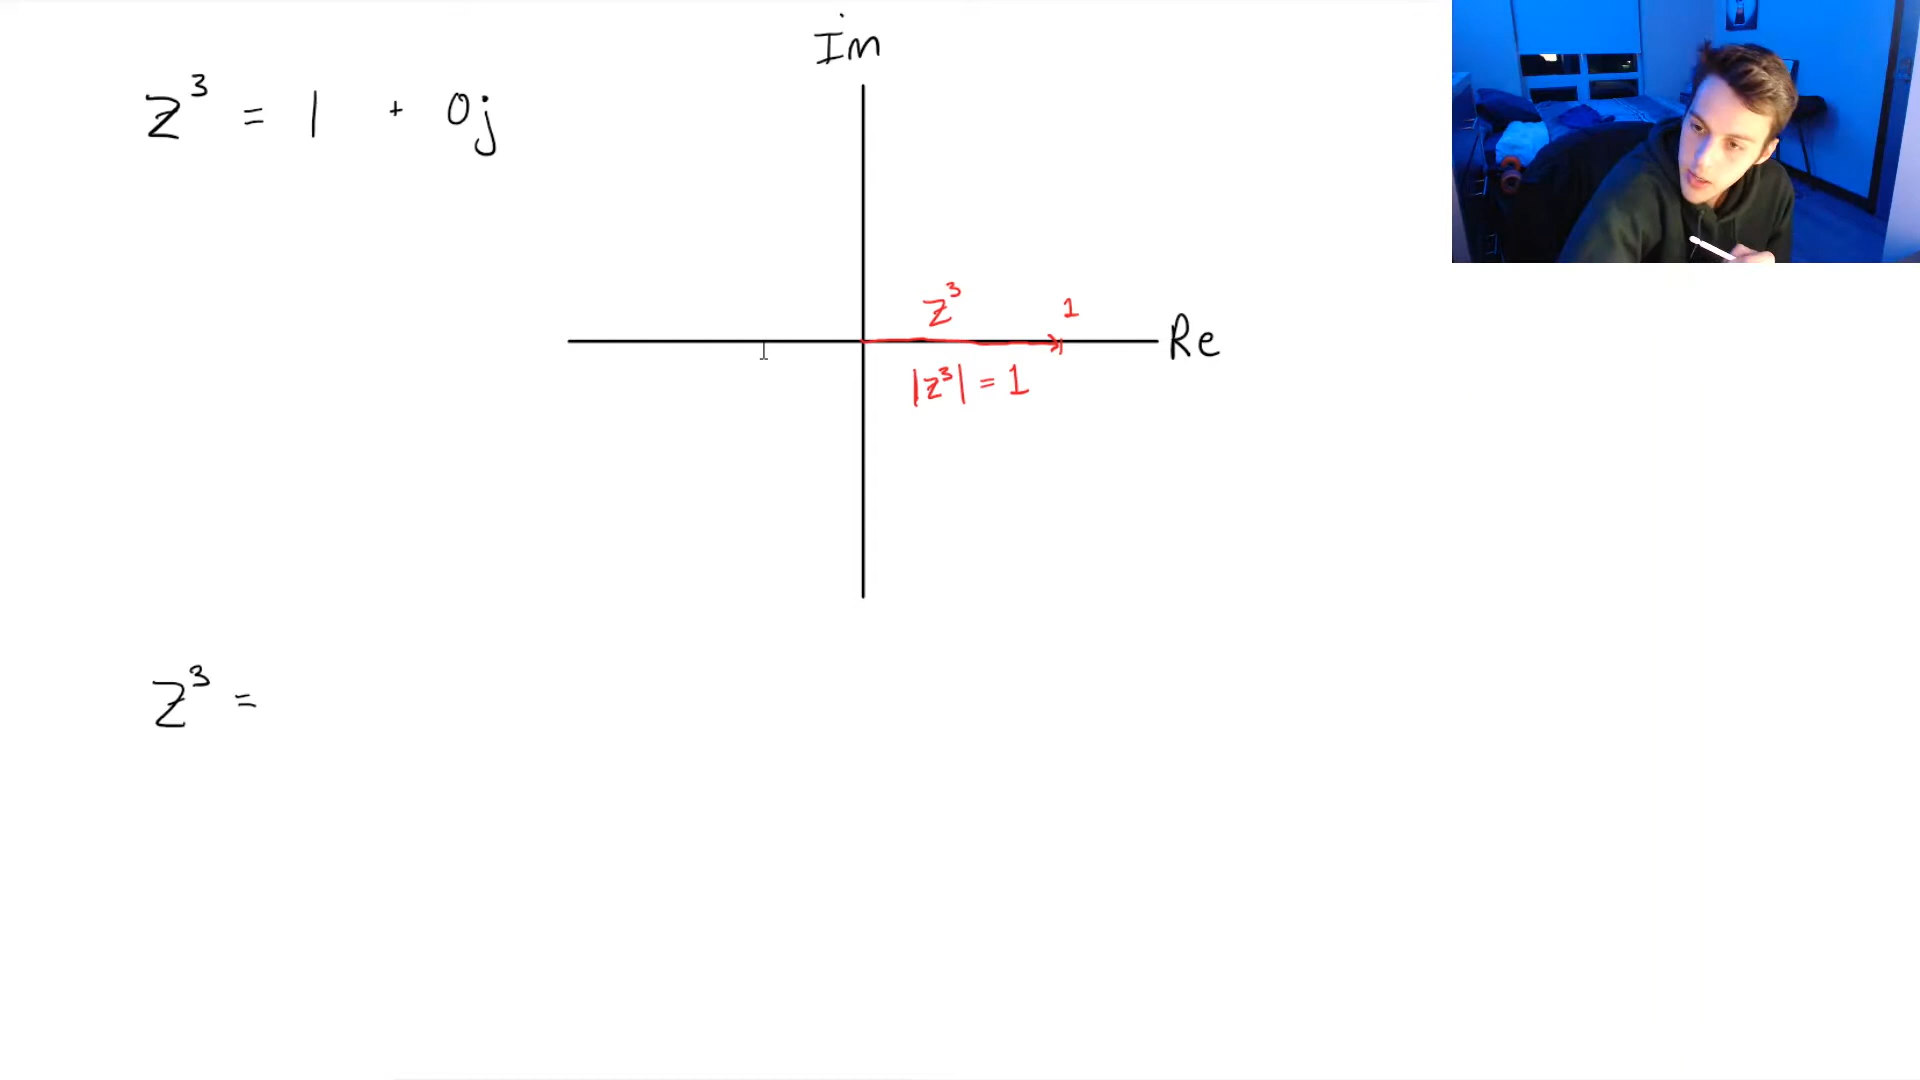 z³ = 1 + 0j
Im
z³
1
Re
|z³| = 1
z³ =